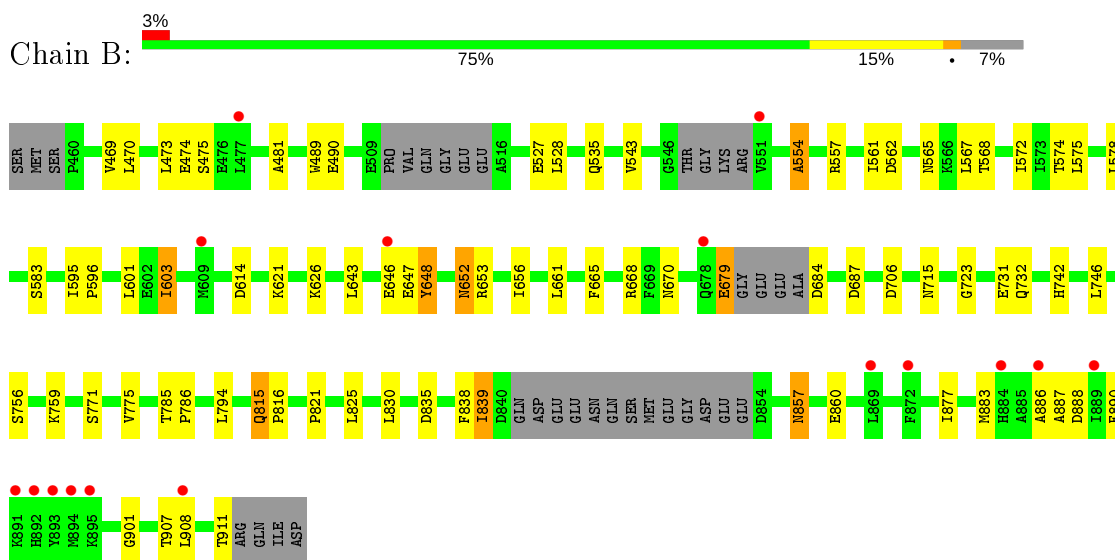 3%
Chain B:
75% 15% • 7%
SER MET SER P460 V469 L470 L473 E474 S475 E476 L477 A481 W489 E490 E509 PRO VAL GLN GLY GLU GLU A516 E527 L528 Q535 V543 G546 THR GLY LYS ARG V551 A554 R557 I561 D562 N565 K566 L567 T568 I572 I573 T574 L575 L578
S583 I595 P596 L601 E602 I603 M609 D614 K621 K626 L643 E646 E647 Y648 N652 R653 I656 L661 F665 R668 F669 N670 Q678 E679 GLY GLU GLU ALA D684 D687 D706 N715 G723 E731 Q732 H742 L746
S756 K759 S771 V775 T785 P786 L794 Q815 P816 P821 L825 L830 D835 F838 I839 D840 GLN ASP GLU GLU ASN GLN SER MET GLU GLY ASP GLU GLU D854 N857 E860 L869 F872 I877 M883 H884 A885 A886 A887 D888 I889
K891 H892 Y893 M894 K895 G901 T907 L908 T911 ARG GLN ILE ASP